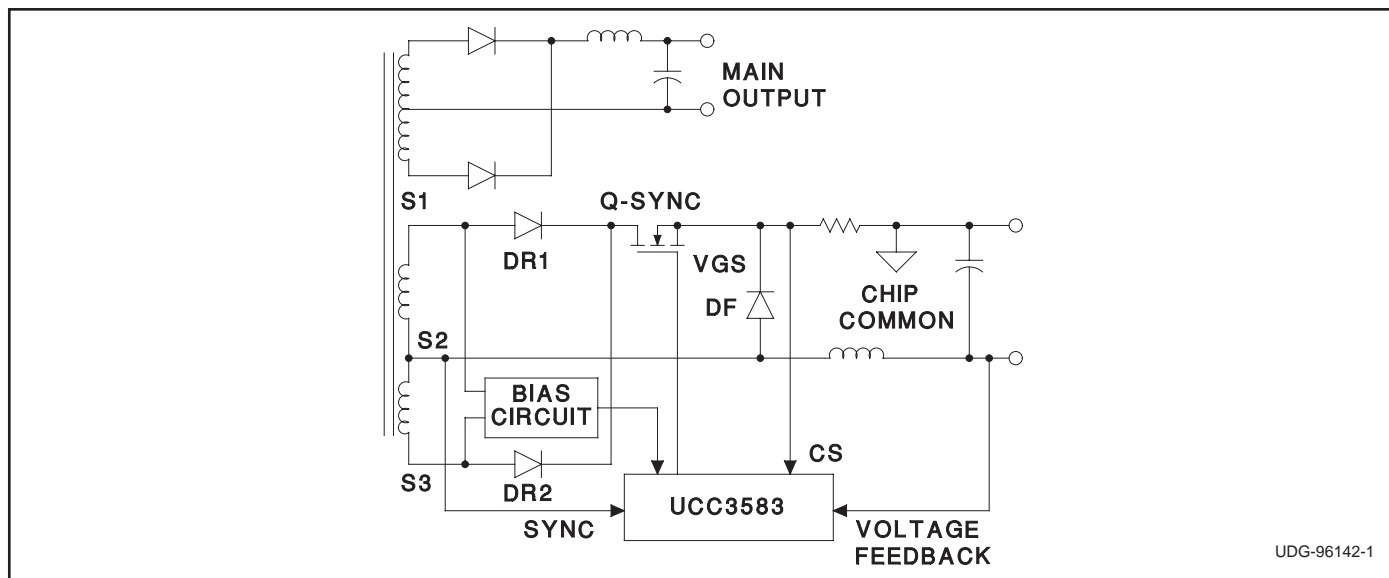 MAIN
OUTPUT
S1
Q-SYNC
DR1
VGS
DF
CHIP
COMMON
S2
BIAS
CIRCUIT
CS
S3
DR2
UCC3583
SYNC
VOLTAGE
FEEDBACK
UDG-96142-1